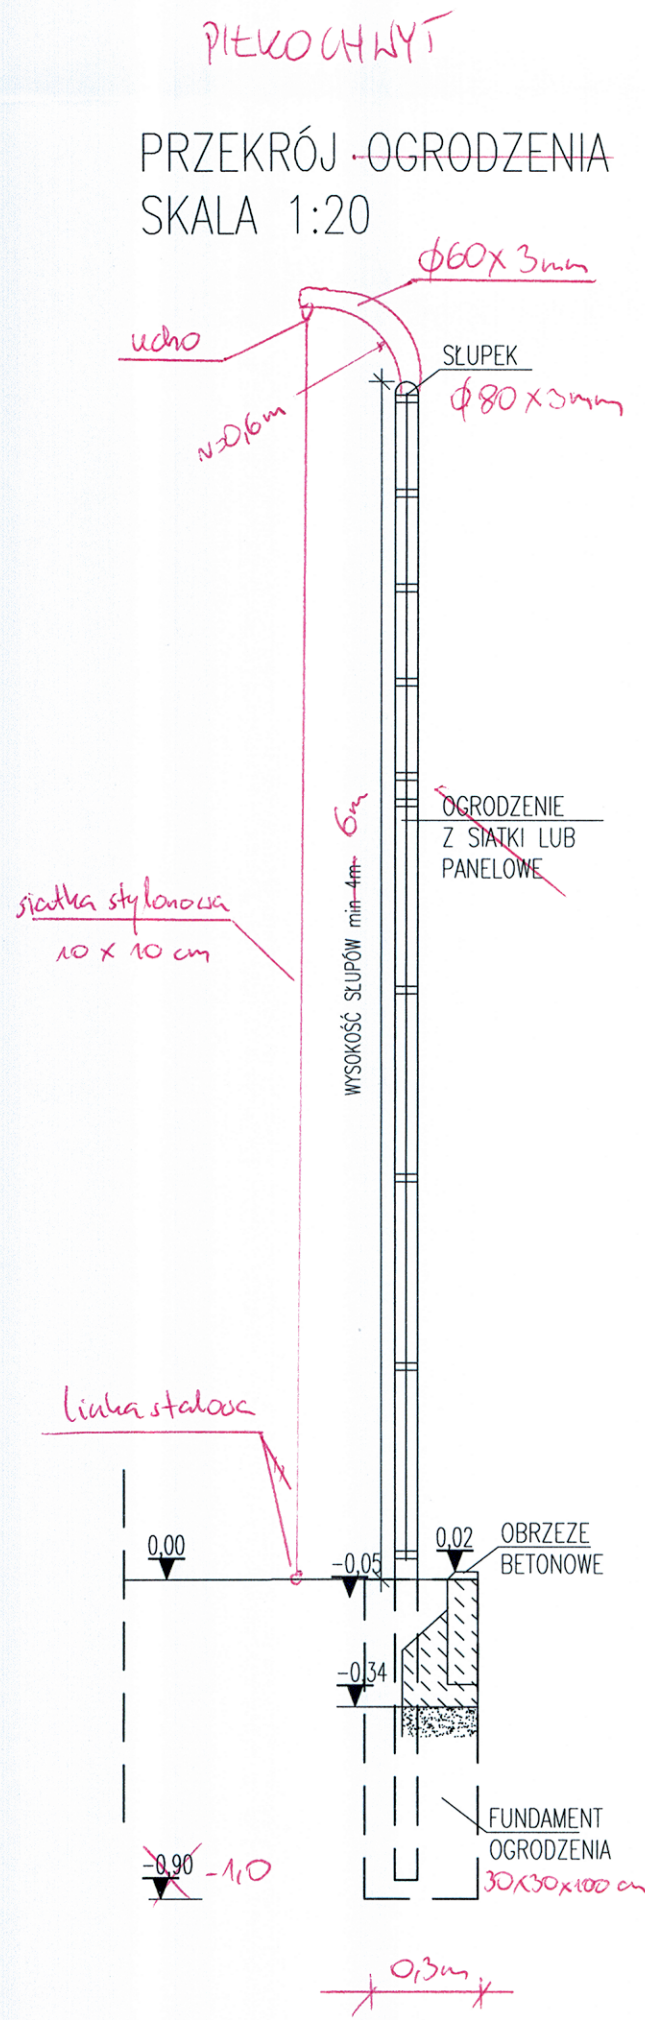 PIŁKOCHWYT
PRZEKRÓJ OGRODZENIA
SKALA 1:20
ϕ60x3mm
ucho
SŁUPEK
ϕ80x3mm
r=0,6m
WYSOKOŚĆ SŁUPÓW min 4m 6m
OGRODZENIE
Z SIATKI LUB
PANELOWE
siatka stylonowa
10 x 10 cm
linka stalowa
0,00
-0,05
0,02
OBRZEZE
BETONOWE
-0,34
FUNDAMENT
OGRODZENIA
30x30x100 cm
-0,90 -1,0
0,3m